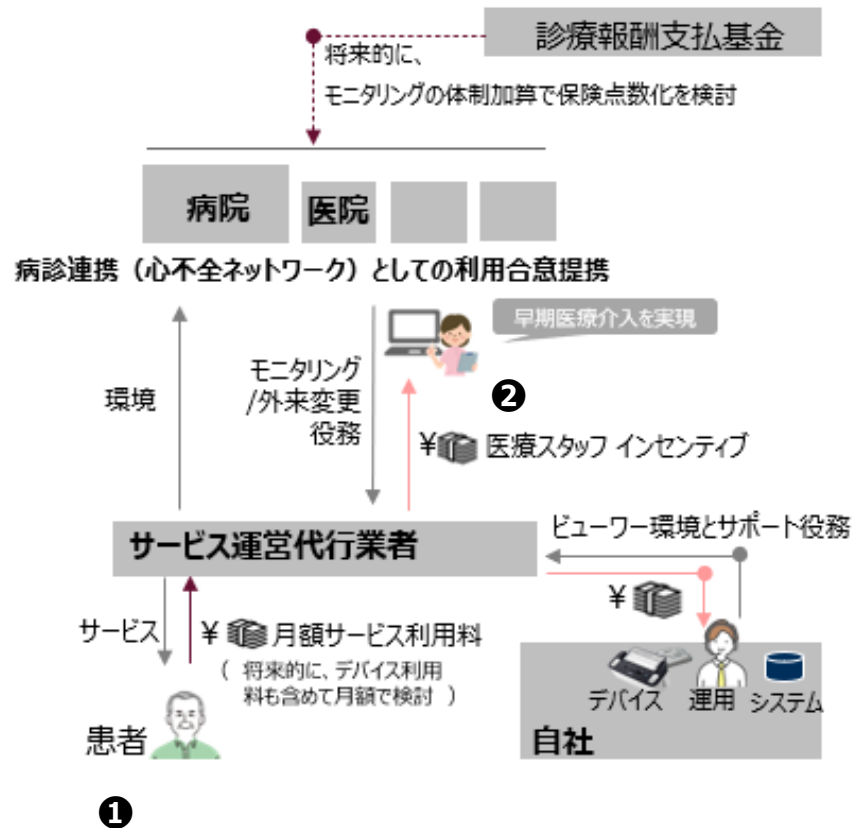 診療報酬支払基金
将来的に、
モニタリングの体制加算で保険点数化を検討
病院
医院
病診連携（心不全ネットワーク）としての利用合意提携
早期医療介入を実現
環境
モニタリング
/外来変更
役務
❷
¥ 医療スタッフ インセンティブ
サービス運営代行業者
ビューワー環境とサポート役務
¥
サービス
¥ 月額サービス利用料
（ 将来的に、デバイス利用
料も含めて月額で検討 ）
デバイス
運用
システム
患者
自社
❶